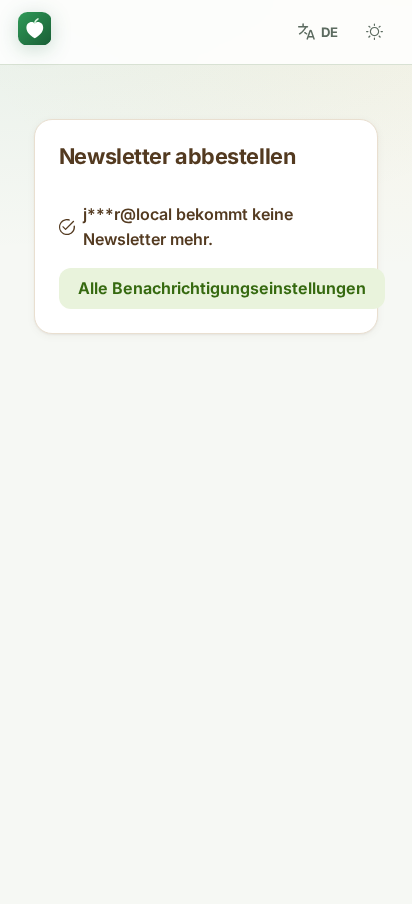 DE
Newsletter abbestellen
j***r@local bekommt keine
Newsletter mehr.
Alle Benachrichtigungseinstellungen